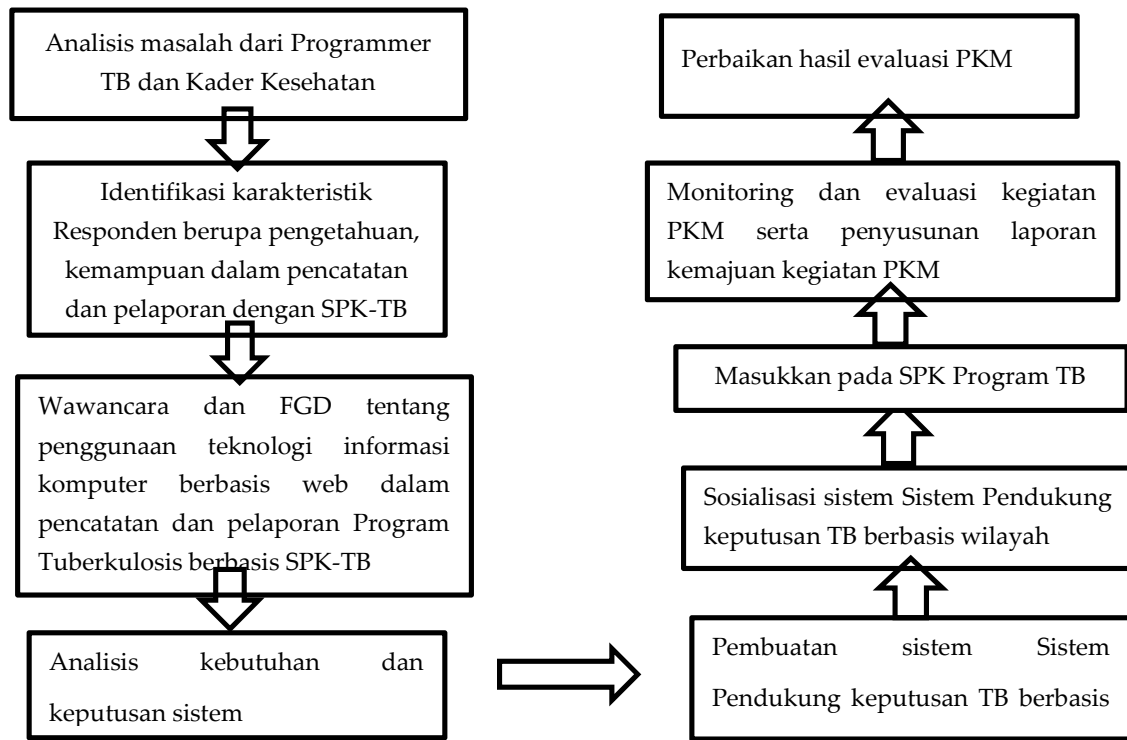 Analisis masalah dari Programmer
TB dan Kader Kesehatan
Identifikasi karakteristik
Responden berupa pengetahuan,
kemampuan dalam pencatatan
dan pelaporan dengan SPK-TB
Wawancara dan FGD tentang
penggunaan teknologi informasi
komputer berbasis web dalam
pencatatan dan pelaporan Program
Tuberkulosis berbasis SPK-TB
Analisis kebutuhan dan
keputusan sistem
Pembuatan sistem Sistem
Pendukung keputusan TB berbasis
Sosialisasi sistem Sistem Pendukung
keputusan TB berbasis wilayah
Masukkan pada SPK Program TB
Monitoring dan evaluasi kegiatan
PKM serta penyusunan laporan
kemajuan kegiatan PKM
Perbaikan hasil evaluasi PKM